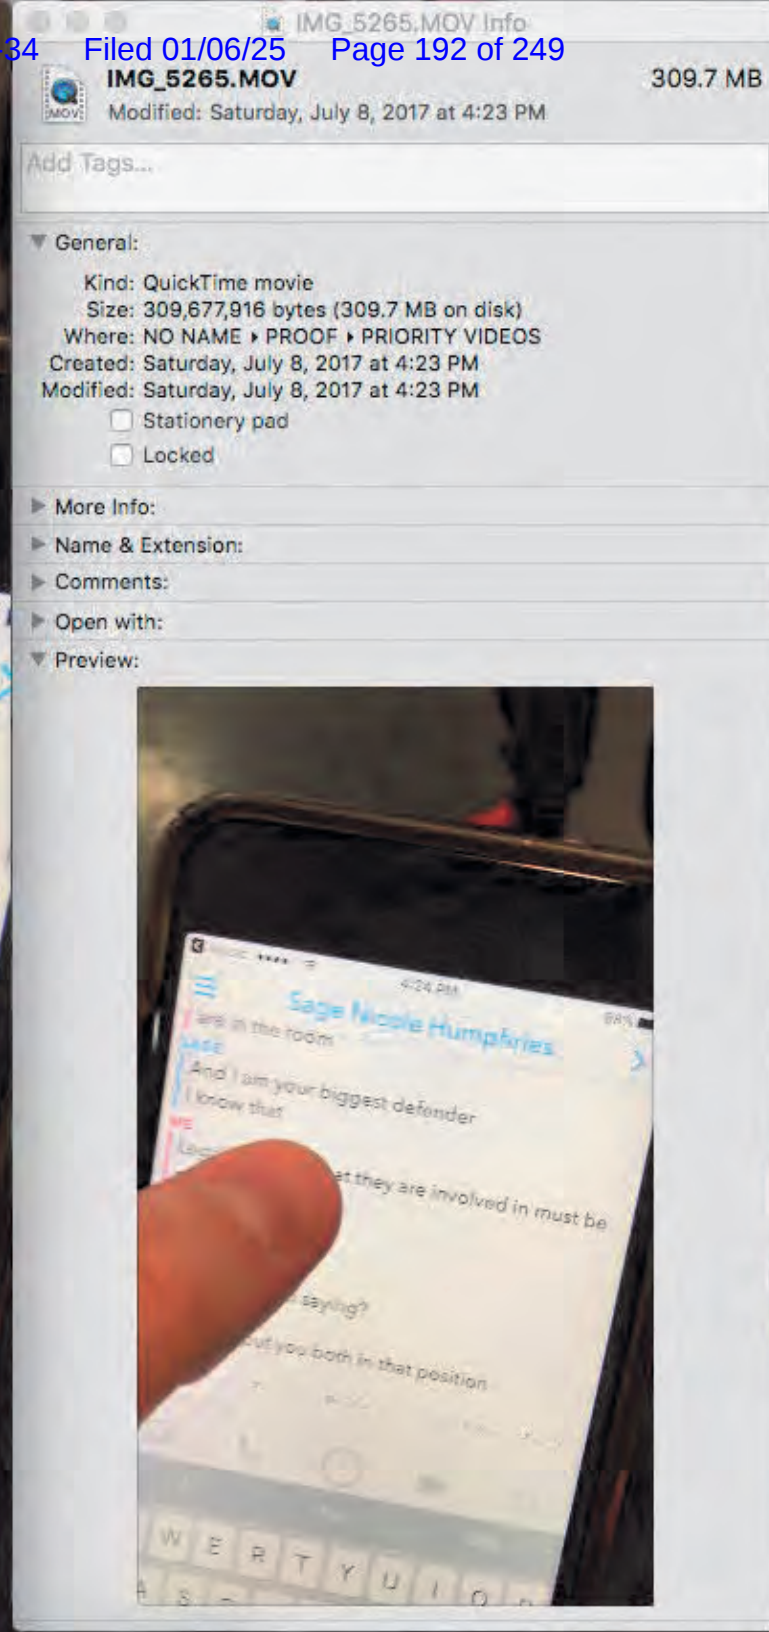 IMG_5265.MOV Info
-34 Filed 01/06/25 Page 192 of 249
IMG_5265.MOV 309.7 MB
MOV
Modified: Saturday, July 8, 2017 at 4:23 PM
Add Tags...
General:
Kind: QuickTime movie
Size: 309,677,916 bytes (309.7 MB on disk)
Where: NO NAME ▸ PROOF ▸ PRIORITY VIDEOS
Created: Saturday, July 8, 2017 at 4:23 PM
Modified: Saturday, July 8, 2017 at 4:23 PM
Stationery pad
Locked
More Info:
Name & Extension:
Comments:
Open with:
Preview:
4:24 PM
Sage Nicole Humphries
are in the room
SAGE
And I am your biggest defender
I know that
ME
they are involved in must be
saying?
you both in that position
W E R T Y U I O
A S